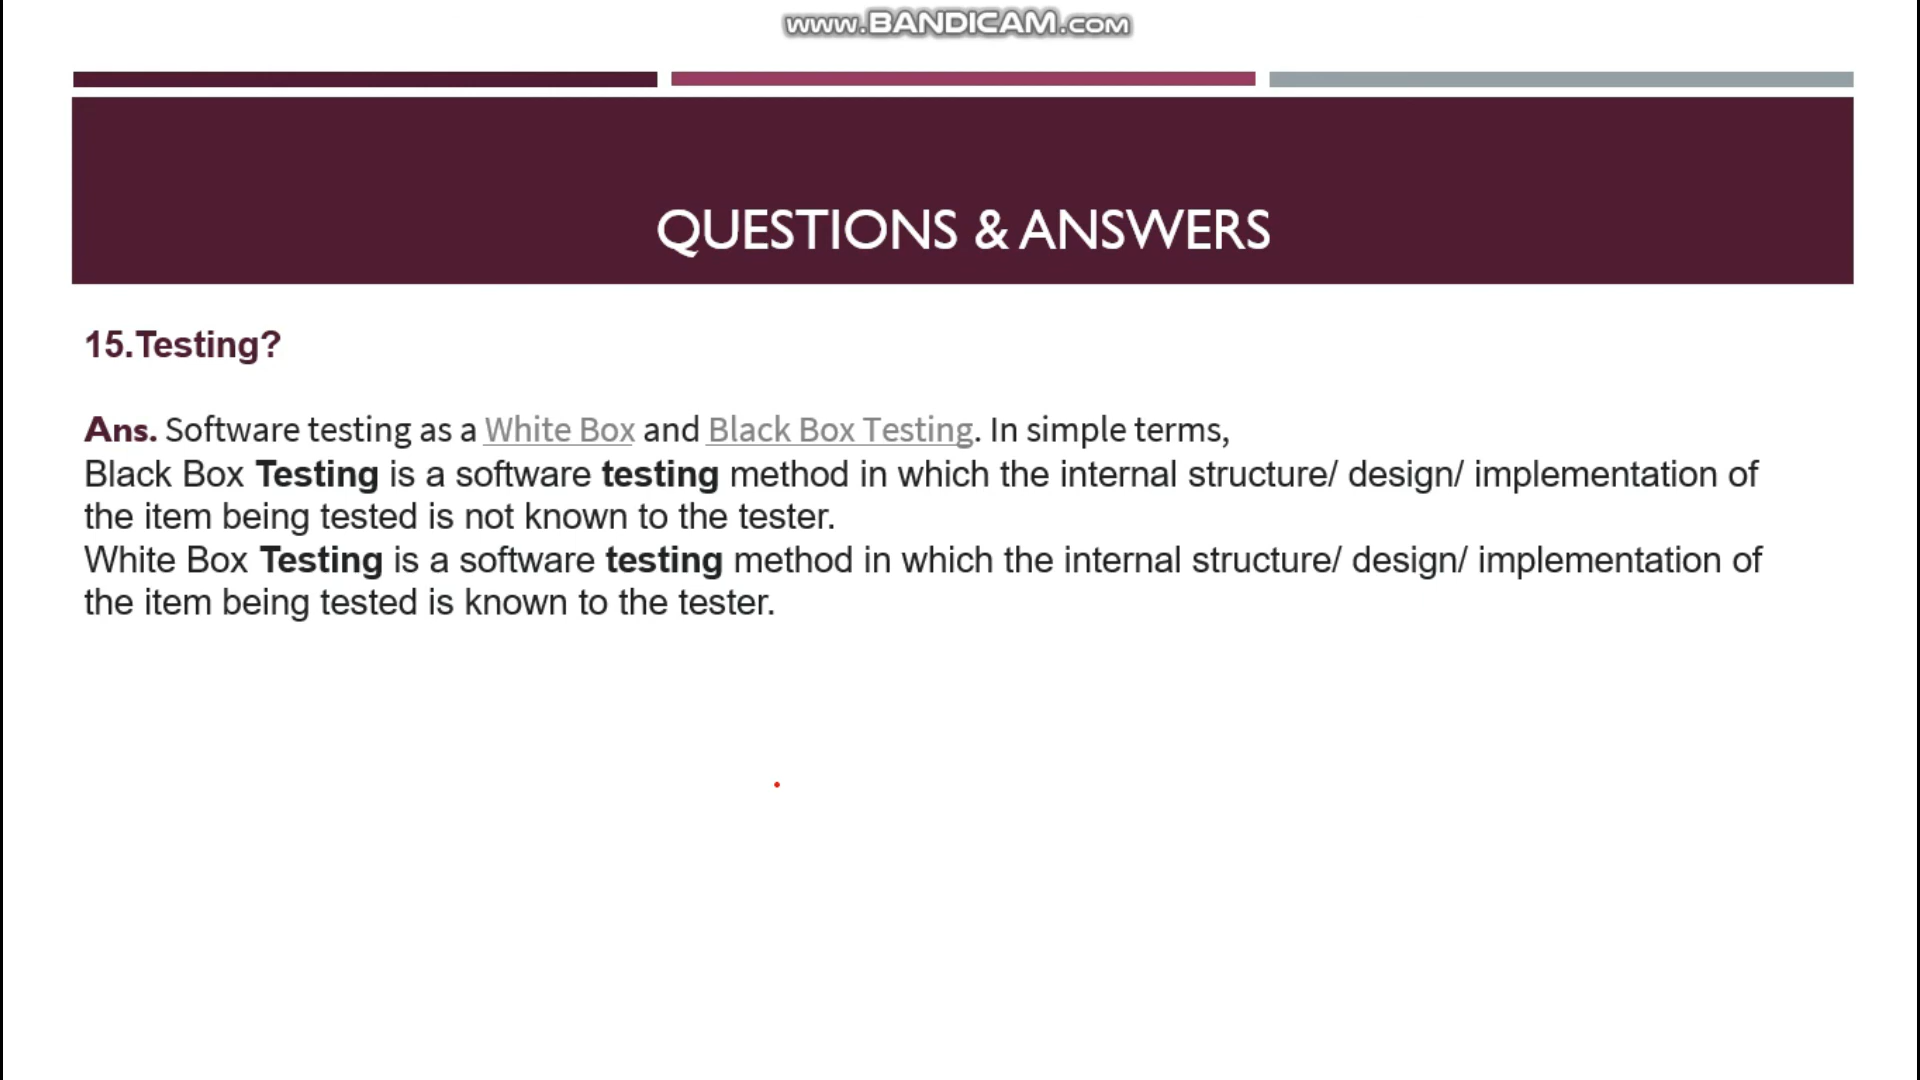 www.BANDICAM.com
QUESTIONS & ANSWERS
15.Testing?
Ans. Software testing as a White Box and Black Box Testing. In simple terms,
Black Box Testing is a software testing method in which the internal structure/ design/ implementation of
the item being tested is not known to the tester.
White Box Testing is a software testing method in which the internal structure/ design/ implementation of
the item being tested is known to the tester.